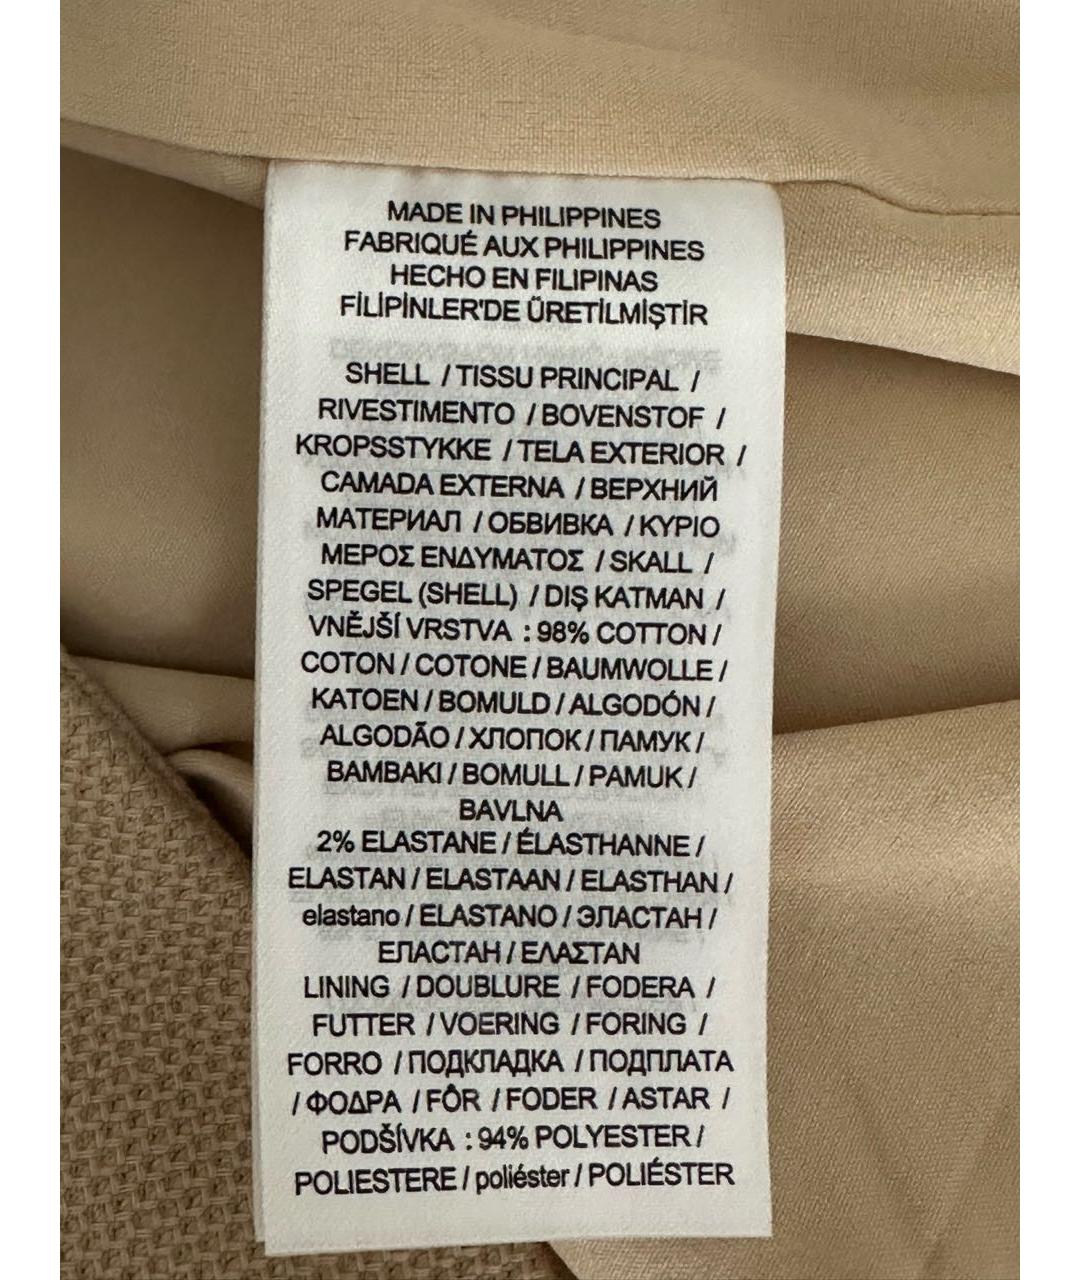 MADE IN PHILIPPINES
FABRIQUÉ AUX PHILIPPINES
HECHO EN FILIPINAS
FİLİPİNLER'DE ÜRETİLMİŞTİR
SHELL / TISSU PRINCIPAL /
RIVESTIMENTO / BOVENSTOF /
KROPSSTYKKE / TELA EXTERIOR /
CAMADA EXTERNA / ВЕРХНИЙ
МАТЕРИАЛ / ОБВИВКА / ΚΥΡΙΟ
ΜΕΡΟΣ ΕΝΔΥΜΑΤΟΣ / SKALL /
SPEGEL (SHELL) / DIŞ KATMAN /
VNĚJŠÍ VRSTVA : 98% COTTON /
COTON / COTONE / BAUMWOLLE /
KATOEN / BOMULD / ALGODÓN /
ALGODÃO / ХЛОПОК / ПАМУК /
BAMBAKI / BOMULL / PAMUK /
BAVLNA
2% ELASTANE / ÉLASTHANNE /
ELASTAN / ELASTAAN / ELASTHAN /
elastano / ELASTANO / ЭЛАСТАН /
ЕЛАСТАН / ΕΛΑΣΤΑΝ
LINING / DOUBLURE / FODERA /
FUTTER / VOERING / FORING /
FORRO / ПОДКЛАДКА / ПОДПЛАТА
/ ΦΟΔΡΑ / FÔR / FODER / ASTAR /
PODŠÍVKA : 94% POLYESTER /
POLIESTERE / poliéster / POLIÉSTER